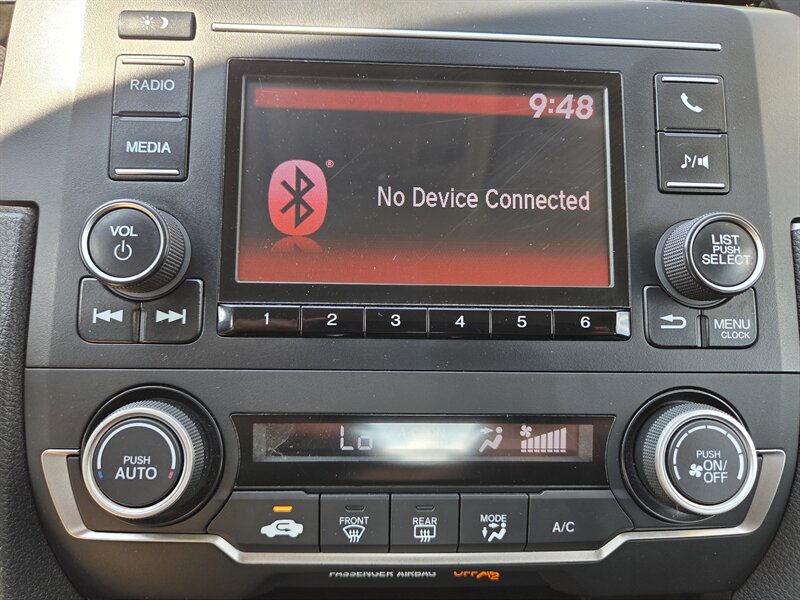 RADIO
MEDIA
9:48
®
No Device Connected
VOL
LIST
PUSH
SELECT
1 2 3 4 5 6
MENU
CLOCK
PUSH
AUTO
Lo
PUSH
ON/
OFF
FRONT
REAR
MODE
A/C
PASSENGER AIRBAG OFF